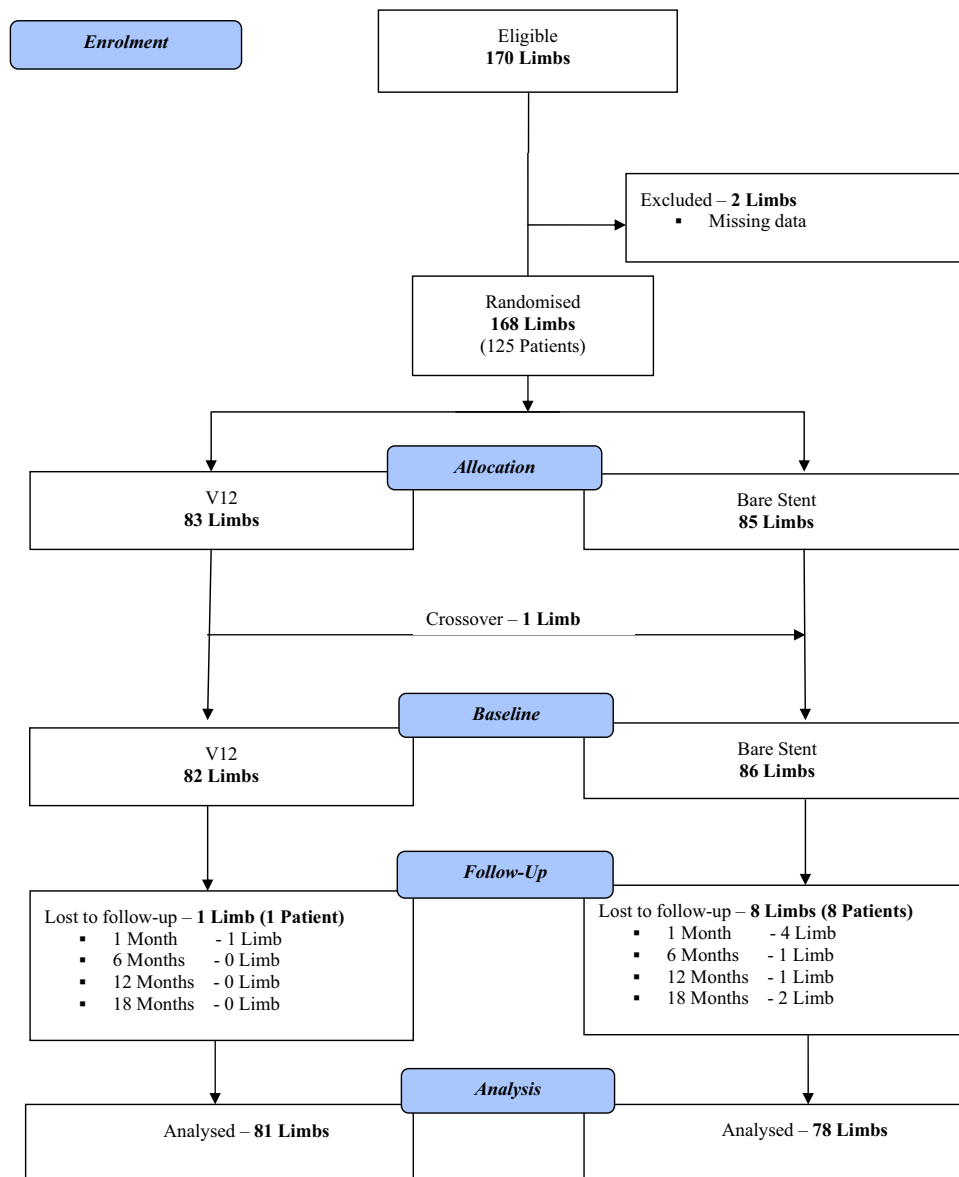 Enrolment
Eligible
170 Limbs
Excluded – 2 Limbs
▪ Missing data
Randomised
168 Limbs
(125 Patients)
Allocation
V12
83 Limbs
Bare Stent
85 Limbs
Crossover – 1 Limb
Baseline
V12
82 Limbs
Bare Stent
86 Limbs
Follow-Up
Lost to follow-up – 1 Limb (1 Patient)
▪ 1 Month - 1 Limb
▪ 6 Months - 0 Limb
▪ 12 Months - 0 Limb
▪ 18 Months - 0 Limb
Lost to follow-up – 8 Limbs (8 Patients)
▪ 1 Month - 4 Limb
▪ 6 Months - 1 Limb
▪ 12 Months - 1 Limb
▪ 18 Months - 2 Limb
Analysis
Analysed – 81 Limbs
Analysed – 78 Limbs